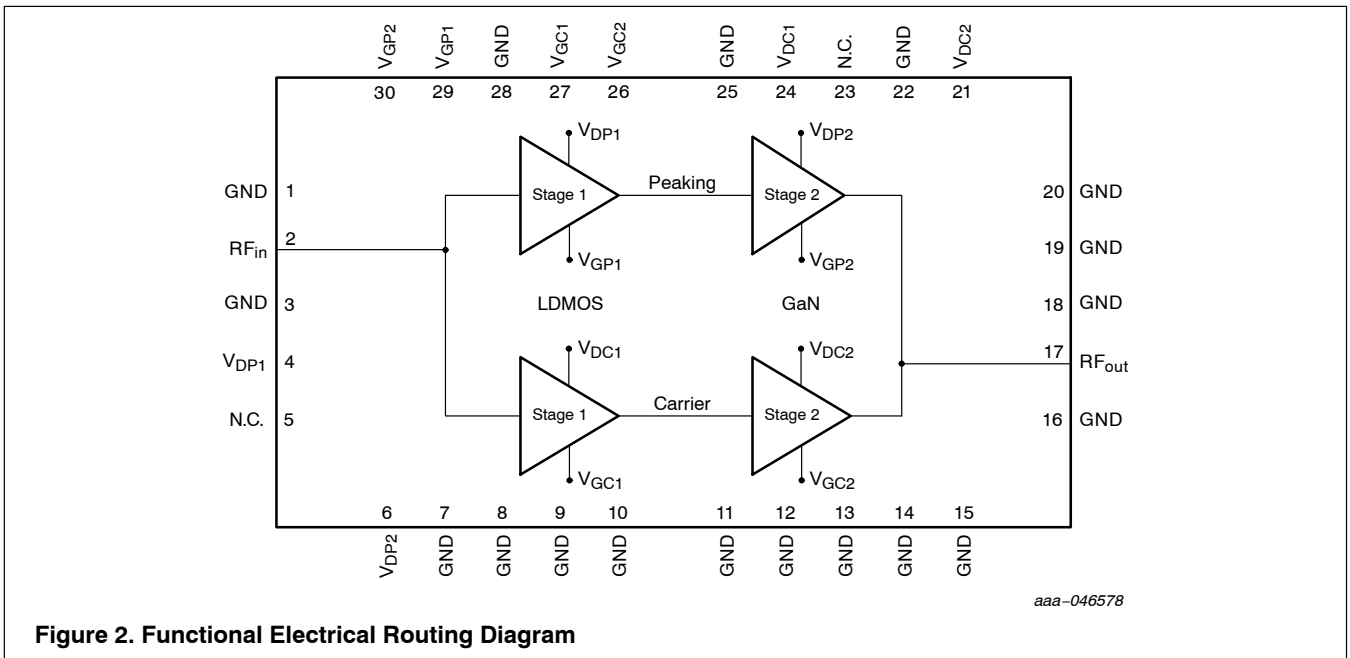 VGP2 VGP1 GND VGC1 VGC2 GND VDC1 N.C. GND VDC2
30 29 28 27 26 25 24 23 22 21
VDP1 VDP2
GND 1 Stage 1 Peaking Stage 2 20 GND
RFin 2 19 GND
VGP1 VGP2
GND 3 LDMOS GaN 18 GND
VDP1 4 VDC1 VDC2 17 RFout
N.C. 5 Stage 1 Carrier Stage 2 16 GND
VGC1 VGC2
6 7 8 9 10 11 12 13 14 15
VDP2 GND GND GND GND GND GND GND GND GND
aaa−046578
Figure 2. Functional Electrical Routing Diagram